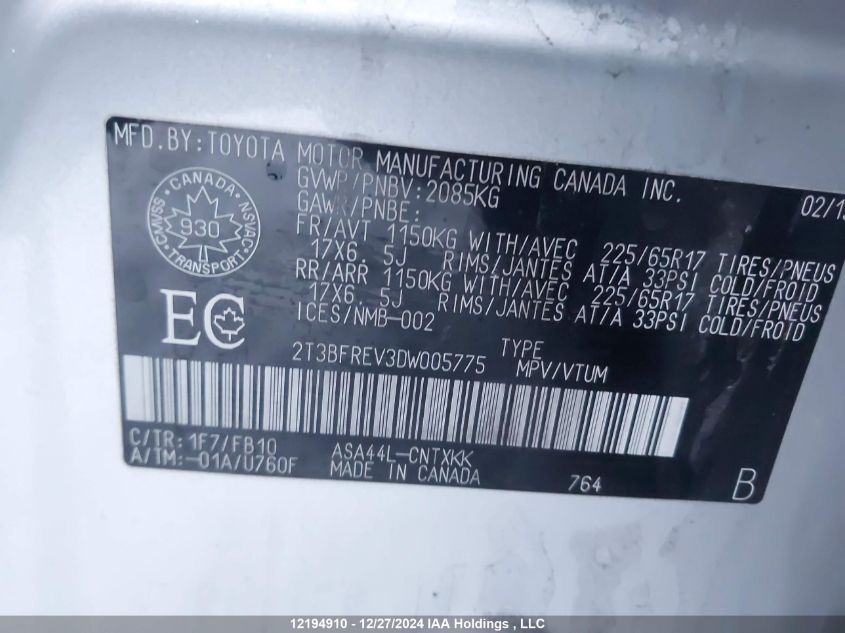 MFD.BY:TOYOTA MOTOR MANUFACTURING CANADA INC.
GVWR/PNBV:2085KG 02/1
GAWR/PNBE:
FR/AVT 1150KG WITH/AVEC 225/65R17 TIRES/PNEUS
17X6.5J RIMS/JANTES AT/A 33PSI COLD/FROID
RR/ARR 1150KG WITH/AVEC 225/65R17 TIRES/PNEUS
17X6.5J RIMS/JANTES AT/A 33PSI COLD/FROID
ICES/NMB-002
CANADA
CMVSS 930 NSVAC
TRANSPORT
EC
2T3BFREV3DW005775 TYPE
MPV/VTUM
C/TR:1F7/FB10 ASA44L-CNTXKK
A/TM:-01A/U760F MADE IN CANADA 764 B
12194910 - 12/27/2024 IAA Holdings , LLC